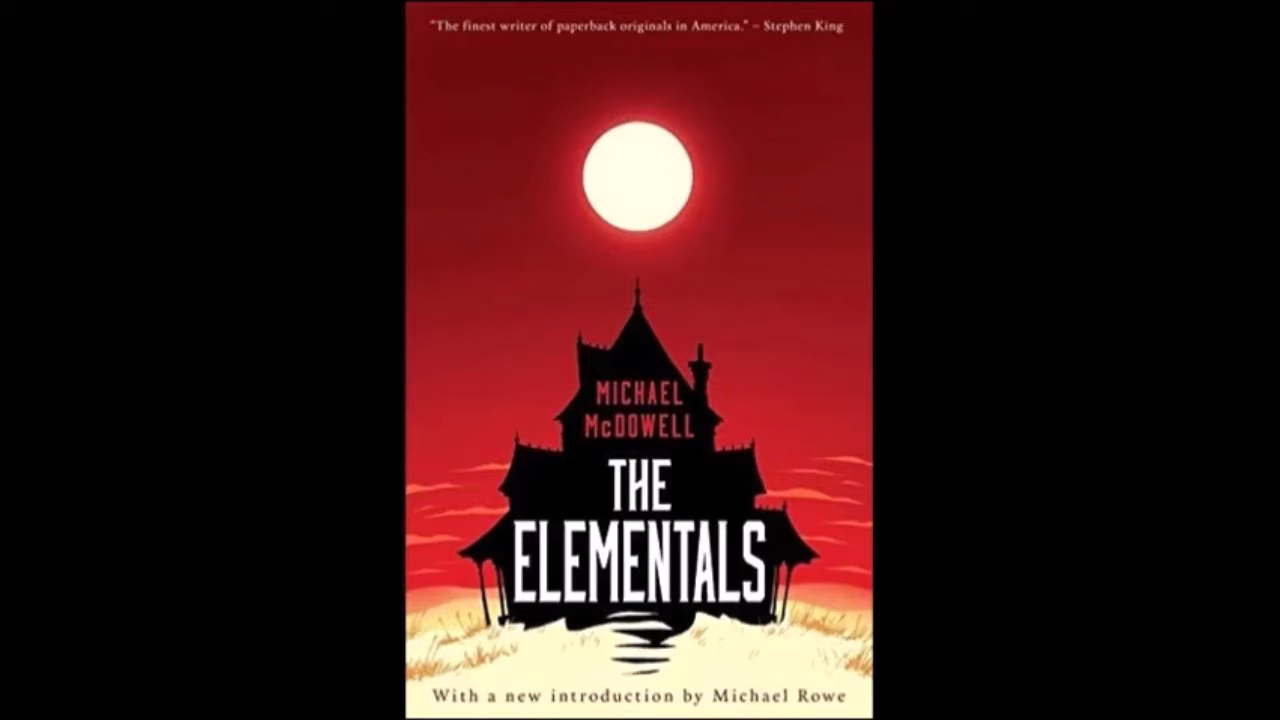 "The finest writer of paperback originals in America." – Stephen King
MICHAEL
McDOWELL
THE
ELEMENTALS
With a new introduction by Michael Rowe